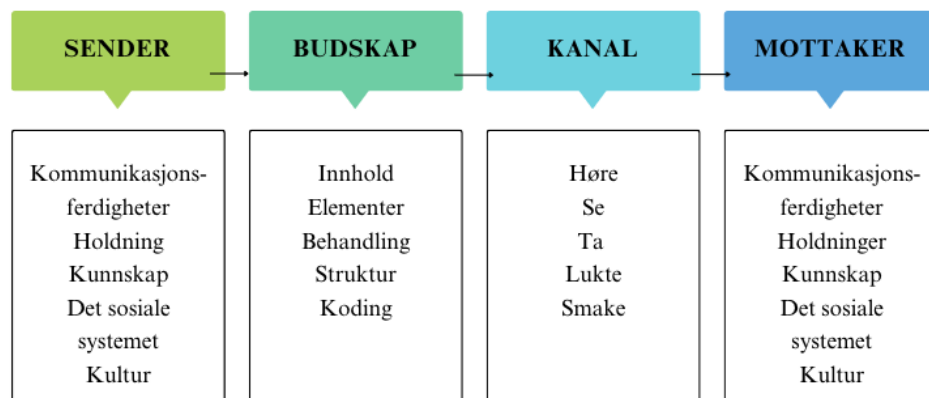 SENDER
BUDSKAP
KANAL
MOTTAKER
Kommunikasjons-
ferdigheter
Holdning
Kunnskap
Det sosiale
systemet
Kultur
Innhold
Elementer
Behandling
Struktur
Koding
Høre
Se
Ta
Lukte
Smake
Kommunikasjons-
ferdigheter
Holdninger
Kunnskap
Det sosiale
systemet
Kultur